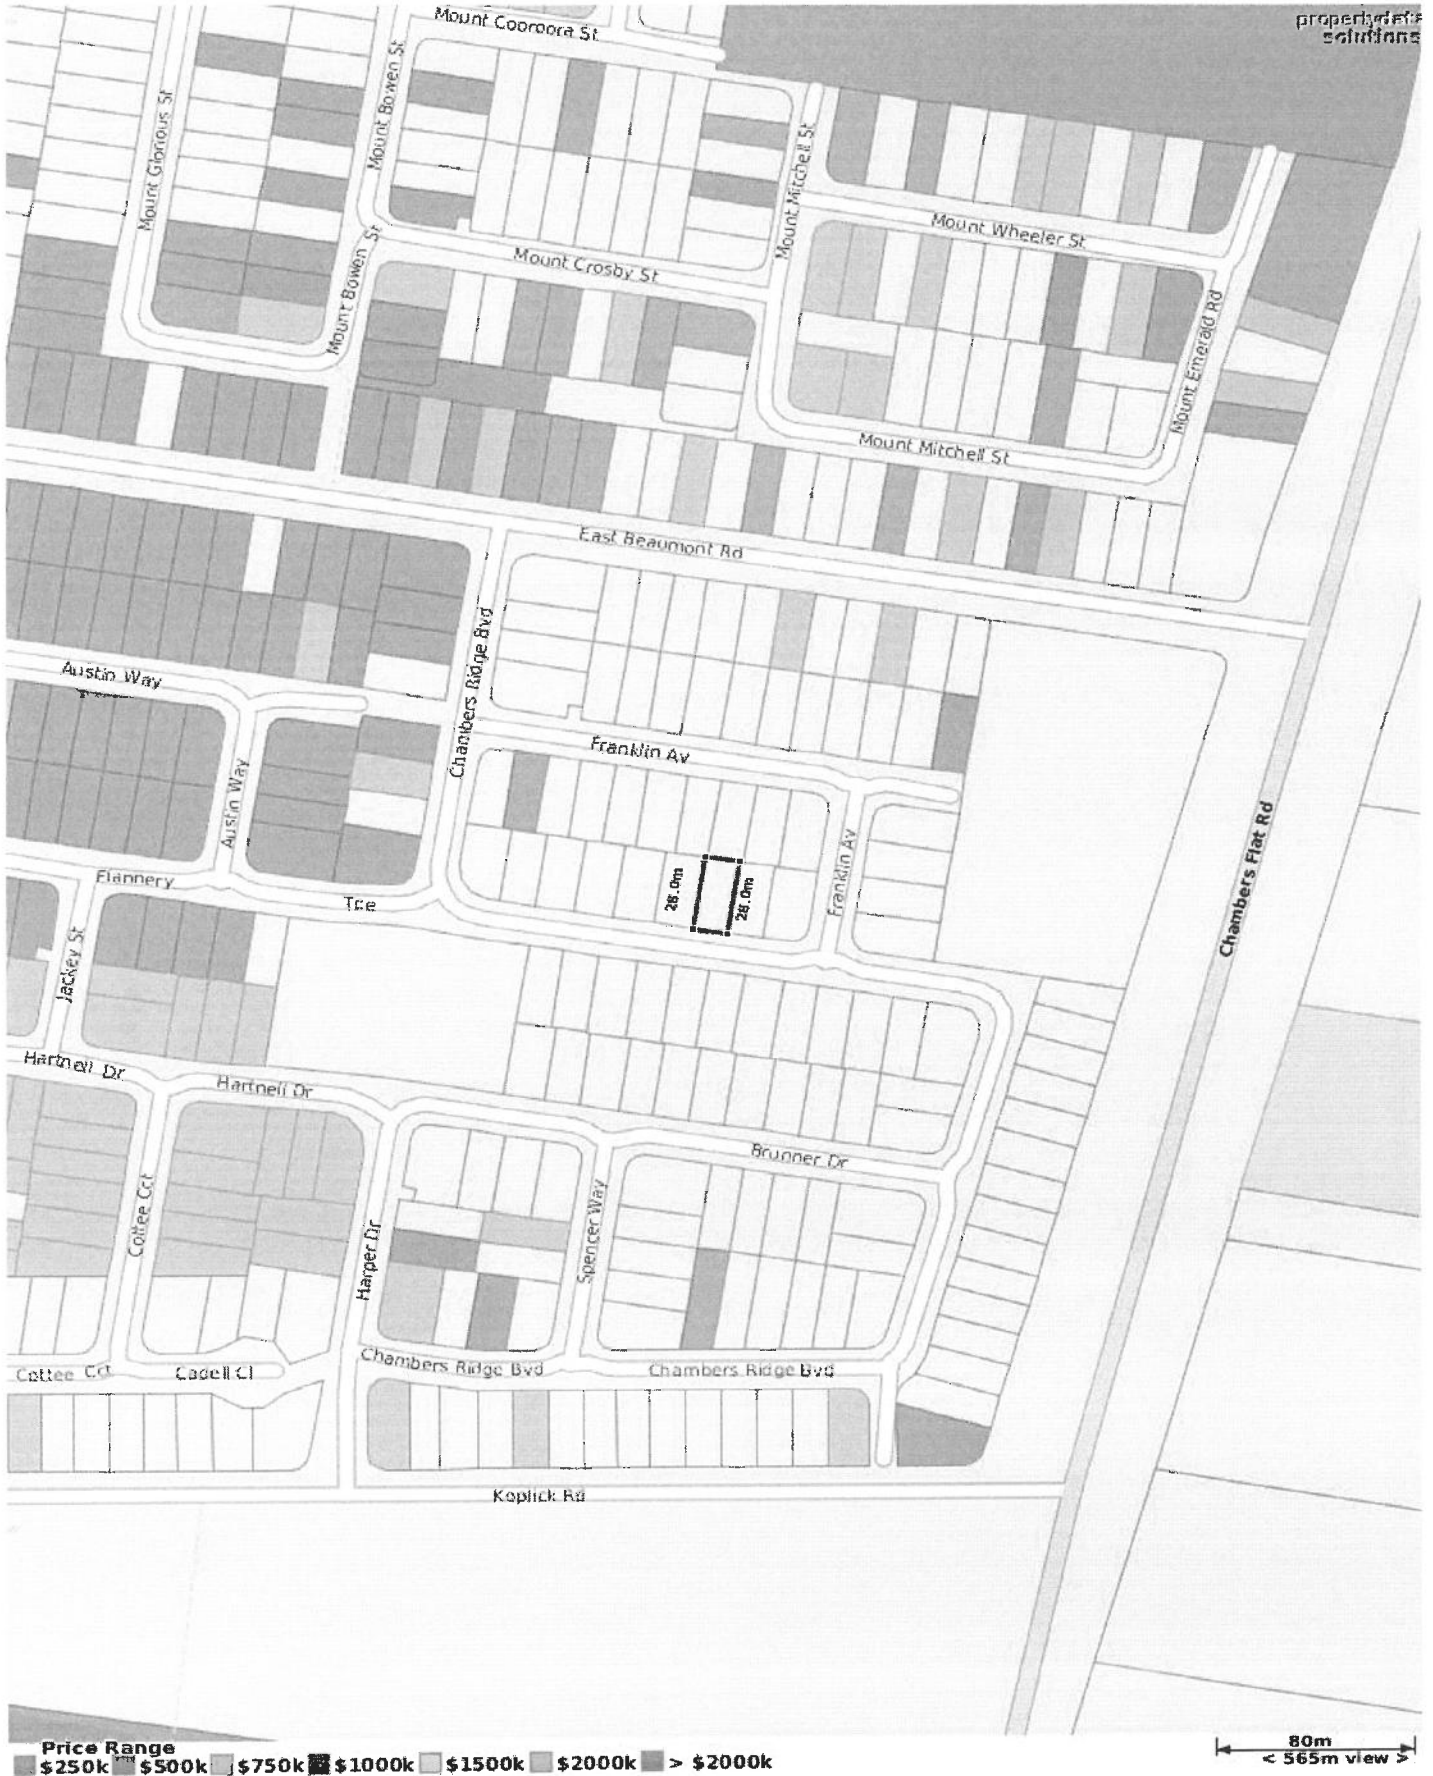 propertydata
solutions
Mount Cooroora St
Mount Bowen St
Mount Glorious St
Mount Mitchell St
Mount Wheeler St
Mount Crosby St
Mount Bowen St
Mount Emerald Rd
Mount Mitchell St
East Beaumont Rd
Chambers Ridge Bvd
Austin Way
Franklin Av
Austin Way
Chambers Flat Rd
Franklin Av
28.0m
28.0m
Flannery
Tce
Jackey St
Hartnell Dr
Hartnell Dr
Brunner Dr
Cottee Cct
Spencer Way
Harper Dr
Cottee Cct
Cadell Cl
Chambers Ridge Bvd
Chambers Ridge Bvd
Koplick Rd
Price Range
$250k $500k $750k $1000k $1500k $2000k > $2000k
80m
< 565m view >